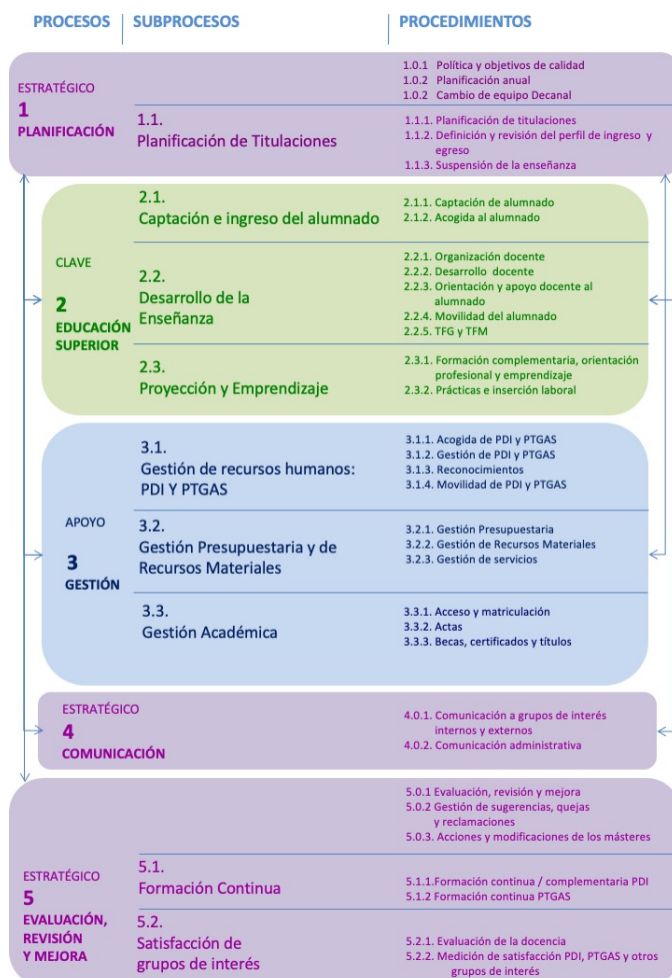 PROCESOS SUBPROCESOS PROCEDIMIENTOS
ESTRATÉGICO
1
PLANIFICACIÓN
1.0.1 Política y objetivos de calidad
1.0.2 Planificación anual
1.0.2 Cambio de equipo Decanal
1.1.
Planificación de Titulaciones
1.1.1. Planificación de titulaciones
1.1.2. Definición y revisión del perfil de ingreso y
egreso
1.1.3. Suspensión de la enseñanza
CLAVE
2
EDUCACIÓN
SUPERIOR
2.1.
Captación e ingreso del alumnado
2.1.1. Captación de alumnado
2.1.2. Acogida al alumnado
2.2.
Desarrollo de la
Enseñanza
2.2.1. Organización docente
2.2.2. Desarrollo docente
2.2.3. Orientación y apoyo docente al
alumnado
2.2.4. Movilidad del alumnado
2.2.5. TFG y TFM
2.3.
Proyección y Emprendizaje
2.3.1. Formación complementaria, orientación
profesional y emprendizaje
2.3.2. Prácticas e inserción laboral
APOYO
3
GESTIÓN
3.1.
Gestión de recursos humanos:
PDI Y PTGAS
3.1.1. Acogida de PDI y PTGAS
3.1.2. Gestión de PDI y PTGAS
3.1.3. Reconocimientos
3.1.4. Movilidad de PDI y PTGAS
3.2.
Gestión Presupuestaria y de
Recursos Materiales
3.2.1. Gestión Presupuestaria
3.2.2. Gestión de Recursos Materiales
3.2.3. Gestión de servicios
3.3.
Gestión Académica
3.3.1. Acceso y matriculación
3.3.2. Actas
3.3.3. Becas, certificados y títulos
ESTRATÉGICO
4
COMUNICACIÓN
4.0.1. Comunicación a grupos de interés
internos y externos
4.0.2. Comunicación administrativa
ESTRATÉGICO
5
EVALUACIÓN,
REVISIÓN
Y MEJORA
5.0.1 Evaluación, revisión y mejora
5.0.2 Gestión de sugerencias, quejas
y reclamaciones
5.0.3. Acciones y modificaciones de los másteres
5.1.
Formación Continua
5.1.1.Formación continua / complementaria PDI
5.1.2 Formación continua PTGAS
5.2.
Satisfacción de
grupos de interés
5.2.1. Evaluación de la docencia
5.2.2. Medición de satisfacción PDI, PTGAS y otros
grupos de interés